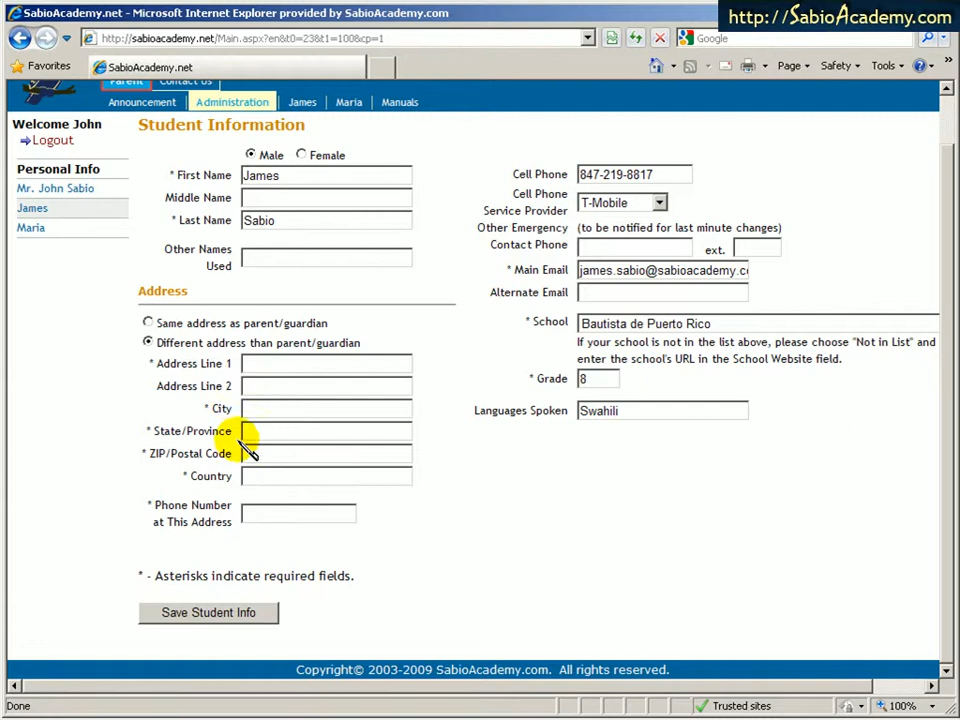 SabioAcademy.net - Microsoft Internet Explorer provided by SabioAcademy.com
http://SabioAcademy.com
http://sabioacademy.net/Main.aspx?en&t0=23&t1=100&cp=1
Google
Favorites
SabioAcademy.net
Page
Safety
Tools
Parent
Contact Us
Announcement
Administration
James
Maria
Manuals
Welcome John
Logout
Personal Info
Mr. John Sabio
James
Maria
Student Information
Male Female
* First Name James
Middle Name
* Last Name Sabio
Other Names
Used
Address
Same address as parent/guardian
Different address than parent/guardian
* Address Line 1
Address Line 2
* City
* State/Province
* ZIP/Postal Code
* Country
* Phone Number
at This Address
* - Asterisks indicate required fields.
Save Student Info
Cell Phone 847-219-8817
Cell Phone
Service Provider T-Mobile
Other Emergency (to be notified for last minute changes)
Contact Phone ext.
* Main Email james.sabio@sabioacademy.co
Alternate Email
* School Bautista de Puerto Rico
If your school is not in the list above, please choose "Not in List" and
enter the school's URL in the School Website field.
* Grade 8
Languages Spoken Swahili
Copyright© 2003-2009 SabioAcademy.com. All rights reserved.
Done
Trusted sites
100%